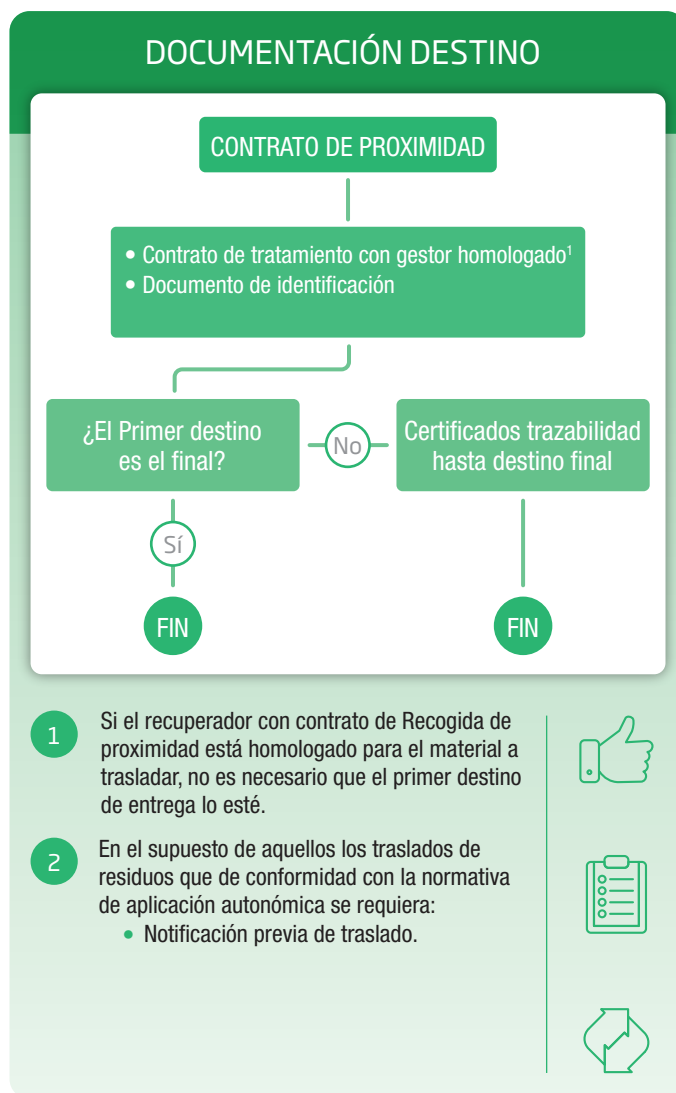 DOCUMENTACIÓN DESTINO
CONTRATO DE PROXIMIDAD
• Contrato de tratamiento con gestor homologado¹
• Documento de identificación
¿El Primer destino
es el final?
No
Certificados trazabilidad
hasta destino final
Sí
FIN
FIN
1
Si el recuperador con contrato de Recogida de
proximidad está homologado para el material a
trasladar, no es necesario que el primer destino
de entrega lo esté.
2
En el supuesto de aquellos los traslados de
residuos que de conformidad con la normativa
de aplicación autonómica se requiera:
• Notificación previa de traslado.